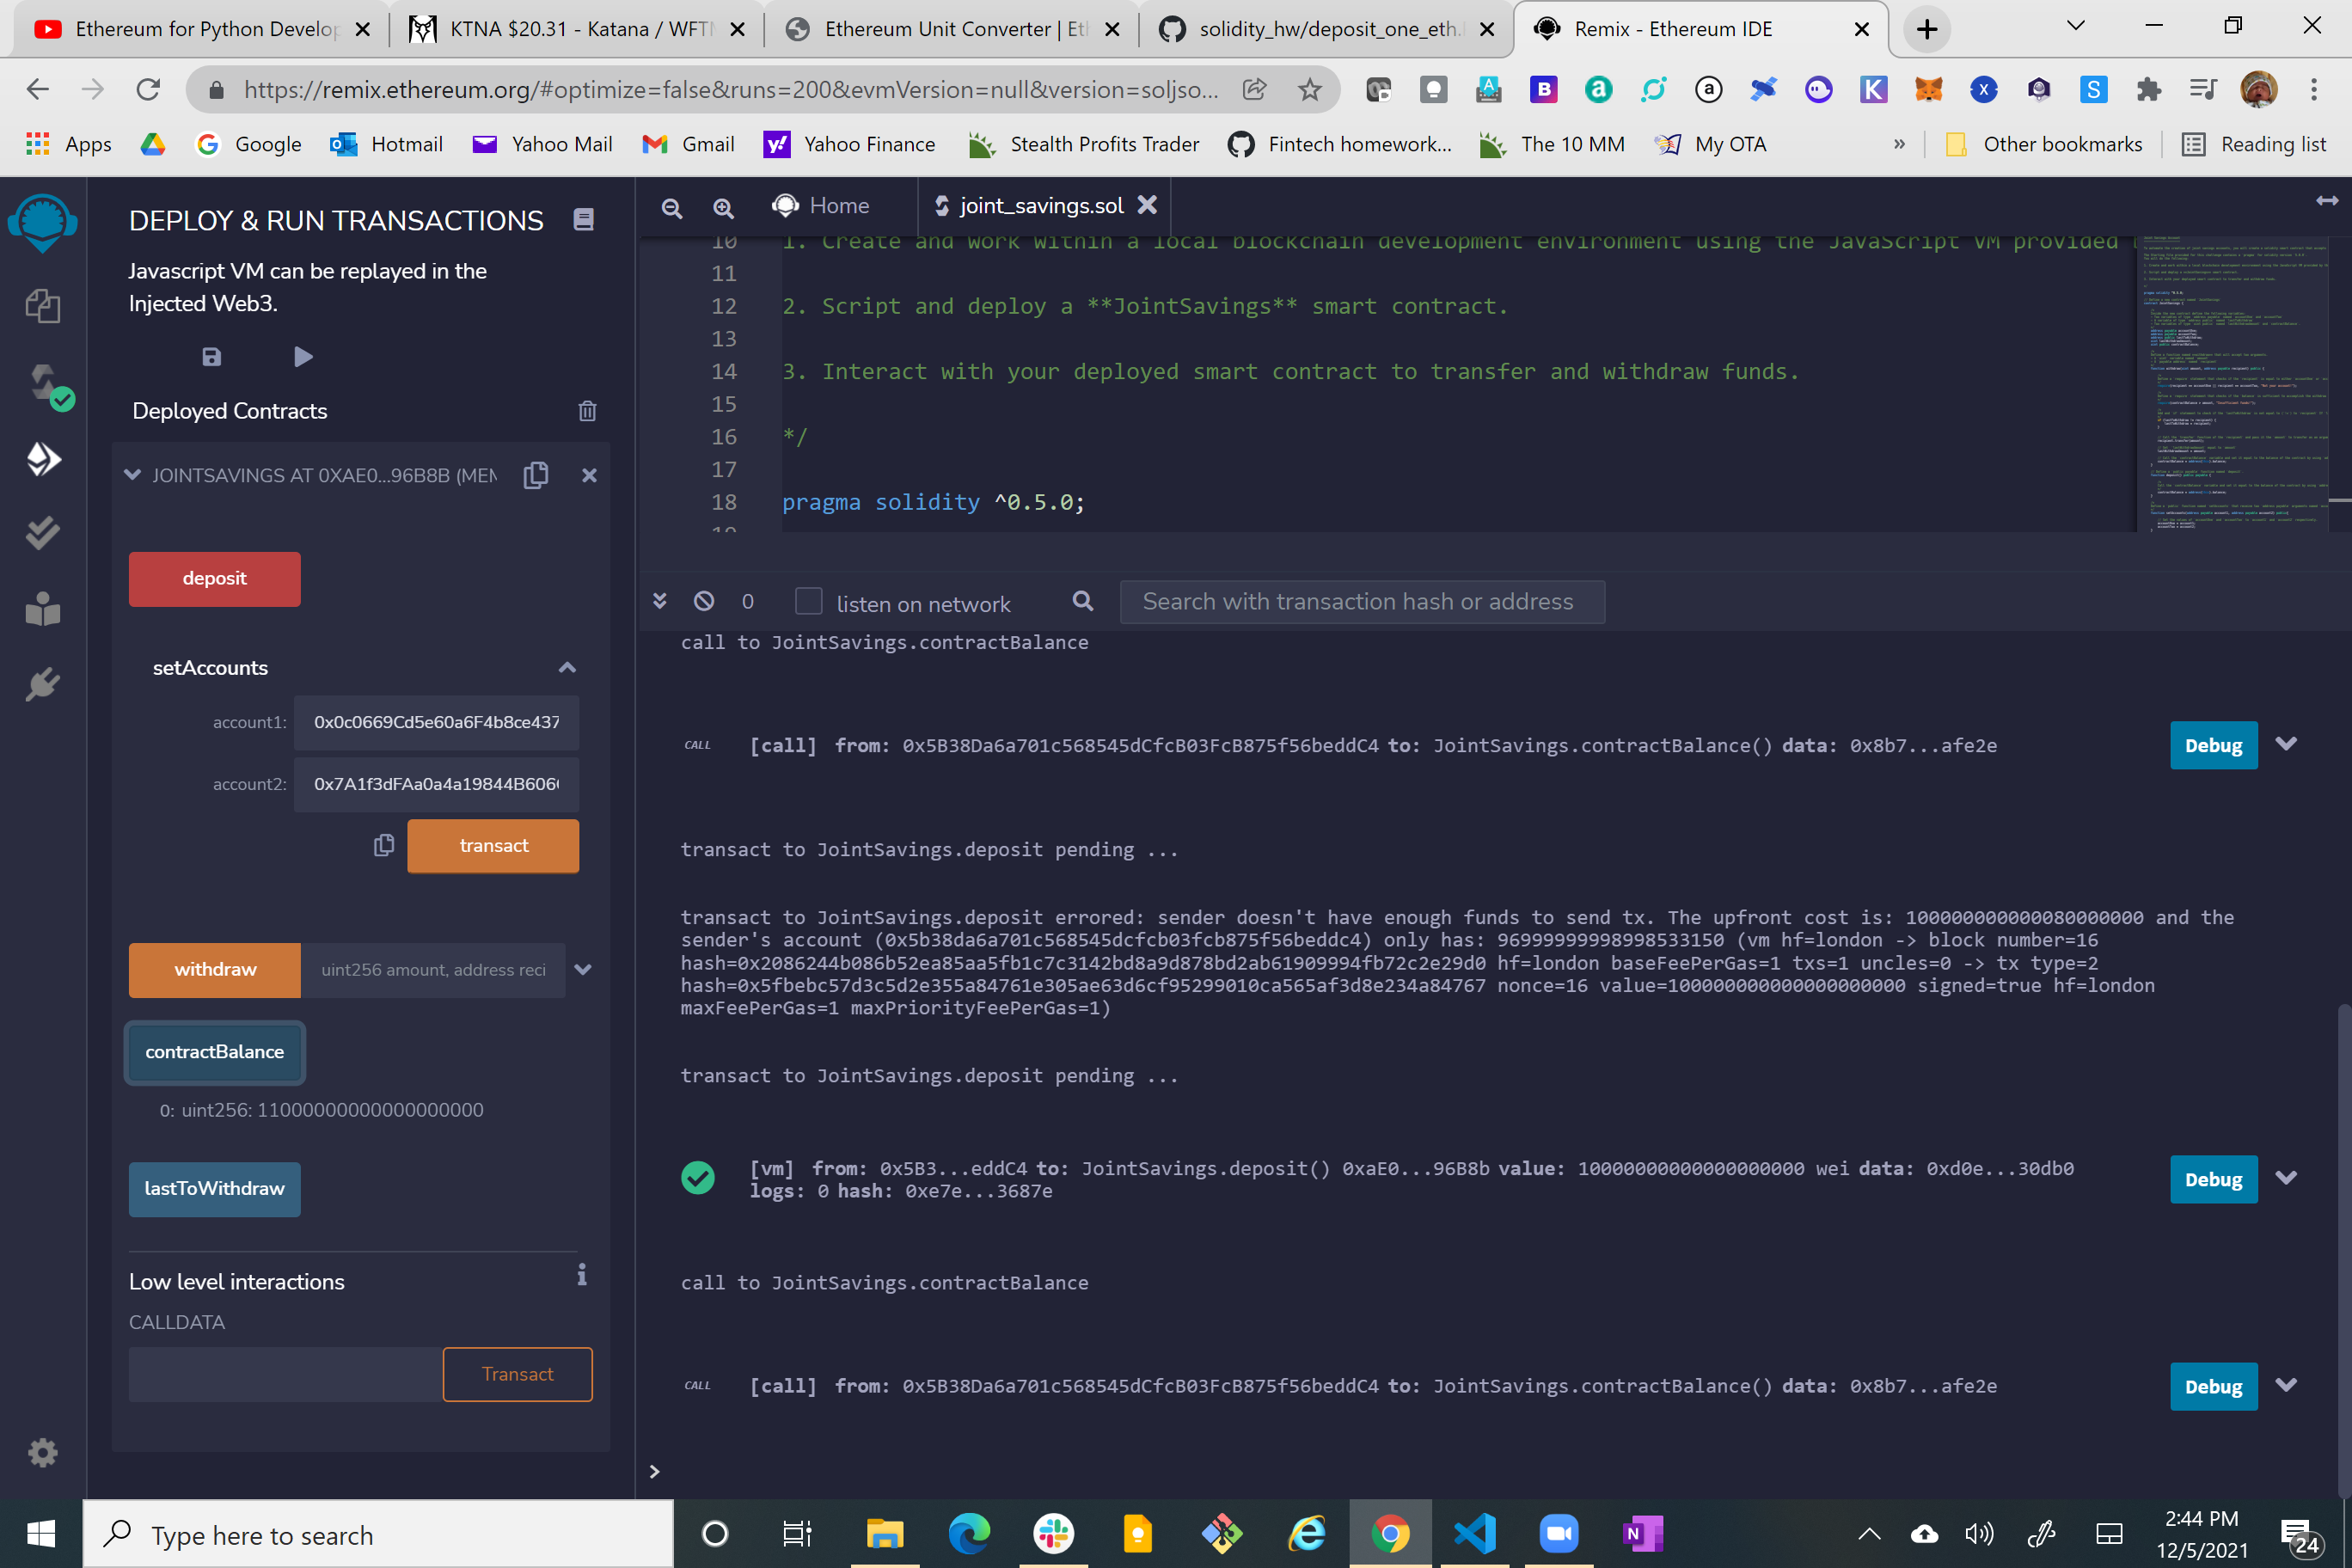 Ethereum for Python Develop
KTNA $20.31 - Katana / WFTM
Ethereum Unit Converter | Et
solidity_hw/deposit_one_eth.
Remix - Ethereum IDE
https://remix.ethereum.org/#optimize=false&runs=200&evmVersion=null&version=soljso...
Apps
Google
Hotmail
Yahoo Mail
Gmail
Yahoo Finance
Stealth Profits Trader
Fintech homework...
The 10 MM
My OTA
»
Other bookmarks
Reading list
DEPLOY & RUN TRANSACTIONS
Javascript VM can be replayed in the
Injected Web3.
Deployed Contracts
JOINTSAVINGS AT 0XAE0...96B8B (MEM
deposit
setAccounts
account1: 0x0c0669Cd5e60a6F4b8ce437
account2: 0x7A1f3dFAa0a4a19844B606
transact
withdraw uint256 amount, address reci
contractBalance
0: uint256: 11000000000000000000
lastToWithdraw
Low level interactions
CALLDATA
Transact
Home
joint_savings.sol
10 1. Create and work within a local blockchain development environment using the JavaScript VM provided
11
12 2. Script and deploy a **JointSavings** smart contract.
13
14 3. Interact with your deployed smart contract to transfer and withdraw funds.
15
16 */
17
18 pragma solidity ^0.5.0;
19
0
listen on network
Search with transaction hash or address
call to JointSavings.contractBalance
CALL [call] from: 0x5B38Da6a701c568545dCfcB03FcB875f56beddC4 to: JointSavings.contractBalance() data: 0x8b7...afe2e
Debug
transact to JointSavings.deposit pending ...
transact to JointSavings.deposit errored: sender doesn't have enough funds to send tx. The upfront cost is: 100000000000080000000 and the
sender's account (0x5b38da6a701c568545dcfcb03fcb875f56beddc4) only has: 96999999998998533150 (vm hf=london -> block number=16
hash=0x2086244b086b52ea85aa5fb1c7c3142bd8a9d878bd2ab61909994fb72c2e29d0 hf=london baseFeePerGas=1 txs=1 uncles=0 -> tx type=2
hash=0x5fbebc57d3c5d2e355a84761e305ae63d6cf95299010ca565af3d8e234a84767 nonce=16 value=100000000000000000000 signed=true hf=london
maxFeePerGas=1 maxPriorityFeePerGas=1)
transact to JointSavings.deposit pending ...
[vm] from: 0x5B3...eddC4 to: JointSavings.deposit() 0xaE0...96B8b value: 10000000000000000000 wei data: 0xd0e...30db0
logs: 0 hash: 0xe7e...3687e
Debug
call to JointSavings.contractBalance
CALL [call] from: 0x5B38Da6a701c568545dCfcB03FcB875f56beddC4 to: JointSavings.contractBalance() data: 0x8b7...afe2e
Debug
>
Type here to search
2:44 PM
12/5/2021
24